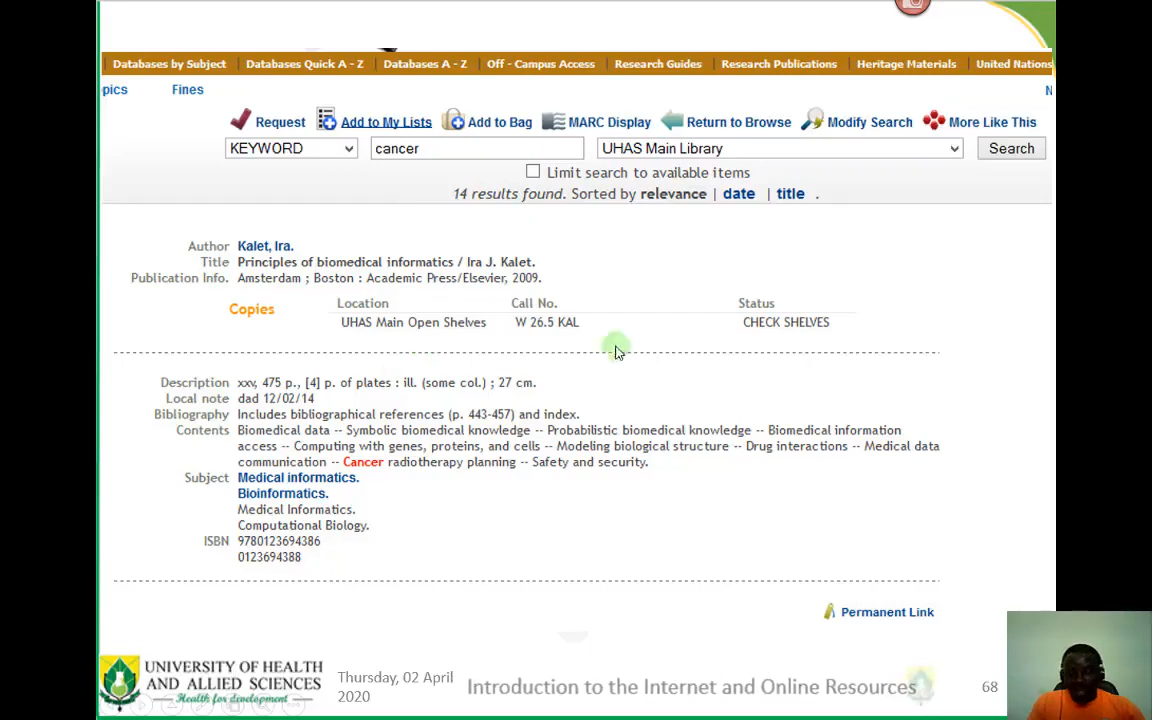 Databases by Subject Databases Quick A - Z Databases A - Z Off - Campus Access Research Guides Research Publications Heritage Materials United Nations
pics Fines N
Request Add to My Lists Add to Bag MARC Display Return to Browse Modify Search More Like This
KEYWORD cancer UHAS Main Library Search
Limit search to available items
14 results found. Sorted by relevance | date | title .
Author Kalet, Ira.
Title Principles of biomedical informatics / Ira J. Kalet.
Publication Info. Amsterdam ; Boston : Academic Press/Elsevier, 2009.
Copies Location Call No. Status
UHAS Main Open Shelves W 26.5 KAL CHECK SHELVES
Description xxv, 475 p., [4] p. of plates : ill. (some col.) ; 27 cm.
Local note dad 12/02/14
Bibliography Includes bibliographical references (p. 443-457) and index.
Contents Biomedical data -- Symbolic biomedical knowledge -- Probabilistic biomedical knowledge -- Biomedical information
access -- Computing with genes, proteins, and cells -- Modeling biological structure -- Drug interactions -- Medical data
communication -- Cancer radiotherapy planning -- Safety and security.
Subject Medical informatics.
Bioinformatics.
Medical Informatics.
Computational Biology.
ISBN 9780123694386
0123694388
Permanent Link
UNIVERSITY OF HEALTH
AND ALLIED SCIENCES
Health for development
Thursday, 02 April
2020
Introduction to the Internet and Online Resources
68